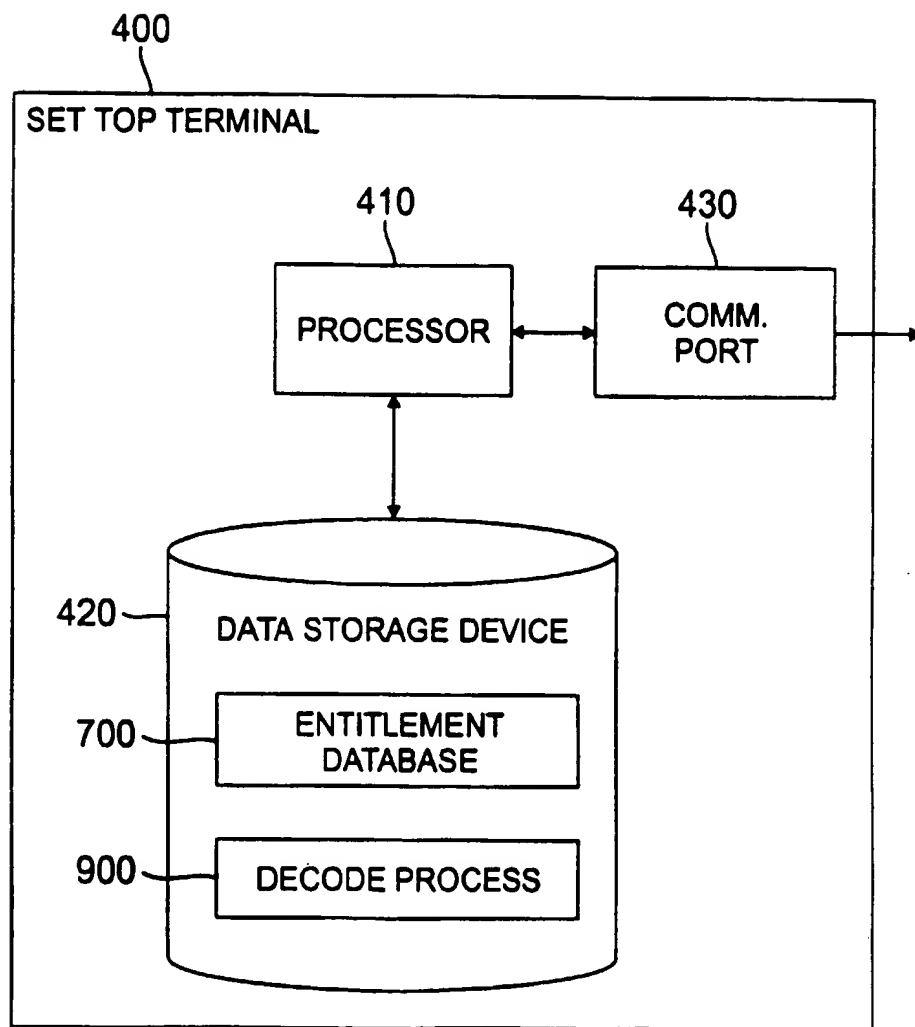 400
SET TOP TERMINAL
410
430
PROCESSOR
COMM.
PORT
420
DATA STORAGE DEVICE
700
ENTITLEMENT
DATABASE
900
DECODE PROCESS